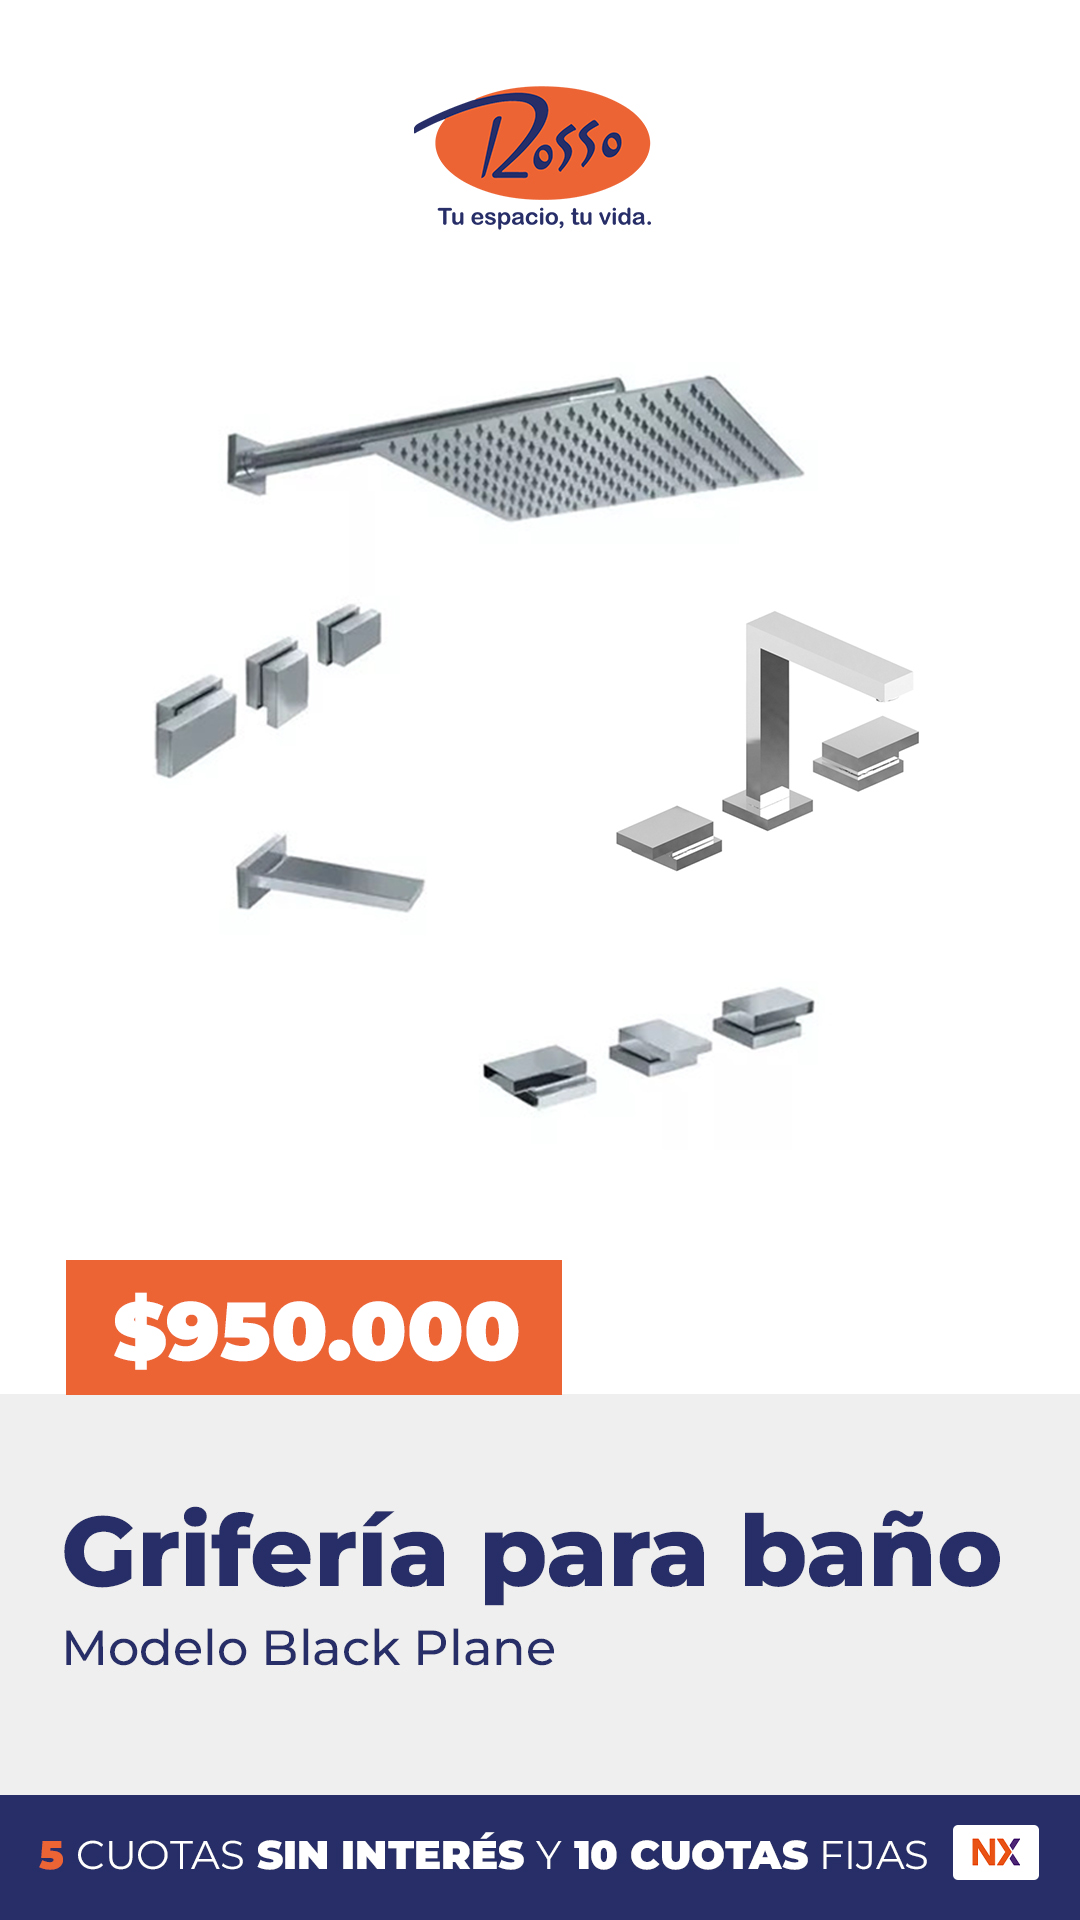 Rosso
Tu espacio, tu vida.
$950.000
Grifería para baño
Modelo Black Plane
5 CUOTAS SIN INTERÉS Y 10 CUOTAS FIJAS NX